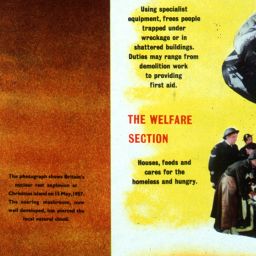 Using specialist
equipment, frees people
trapped under
wreckage or in
shattered buildings.
Duties may range from
demolition work
to providing
first aid.
THE WELFARE
SECTION
Houses, feeds and
cares for the
homeless and hungry.
The photograph shows Britain's
nuclear test explosion at
Christmas Island on 15 May, 1957.
The soaring mushroom, now
well developed, has pierced the
local natural cloud.